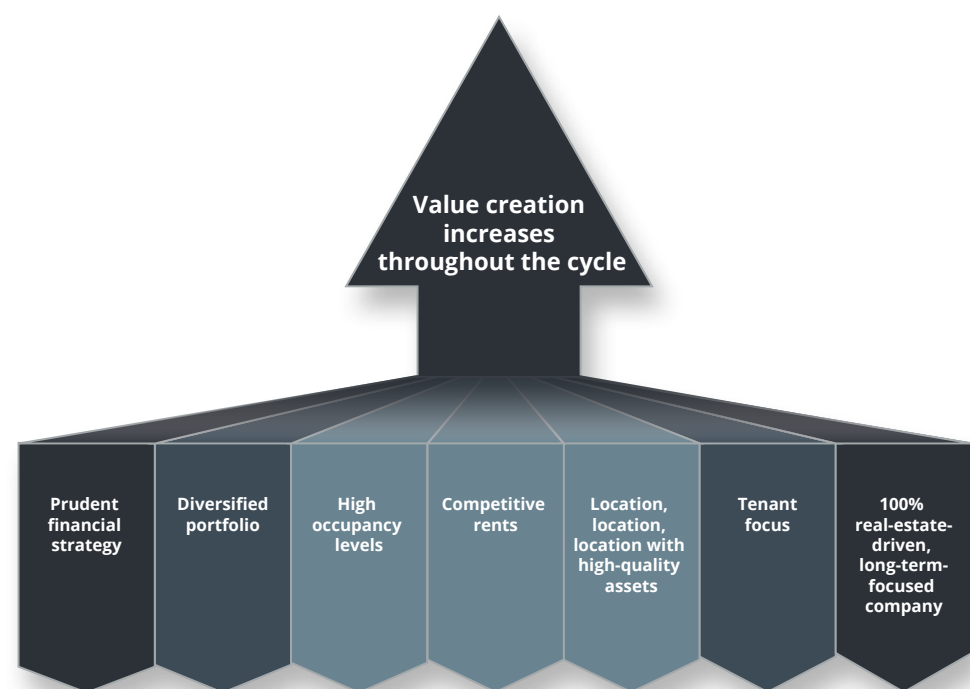 Value creation
increases
throughout the cycle
Prudent
financial
strategy
Diversified
portfolio
High
occupancy
levels
Competitive
rents
Location,
location,
location with
high-quality
assets
Tenant
focus
100%
real-estate-
driven,
long-term-
focused
company